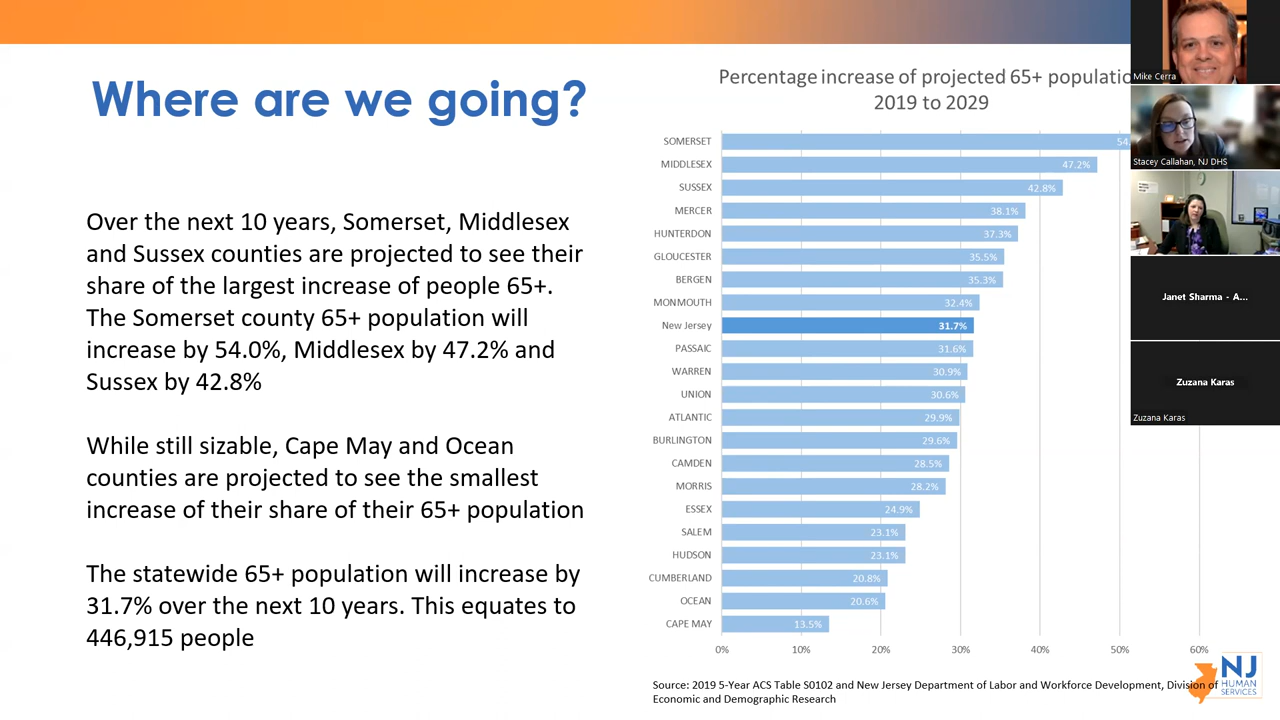 Where are we going?
Over the next 10 years, Somerset, Middlesex
and Sussex counties are projected to see their
share of the largest increase of people 65+.
The Somerset county 65+ population will
increase by 54.0%, Middlesex by 47.2% and
Sussex by 42.8%
While still sizable, Cape May and Ocean
counties are projected to see the smallest
increase of their share of their 65+ population
The statewide 65+ population will increase by
31.7% over the next 10 years. This equates to
446,915 people
Percentage increase of projected 65+ populatio
2019 to 2029
SOMERSET 54.
MIDDLESEX 47.2%
SUSSEX 42.8%
MERCER 38.1%
HUNTERDON 37.3%
GLOUCESTER 35.5%
BERGEN 35.3%
MONMOUTH 32.4%
New Jersey 31.7%
PASSAIC 31.6%
WARREN 30.9%
UNION 30.6%
ATLANTIC 29.9%
BURLINGTON 29.6%
CAMDEN 28.5%
MORRIS 28.2%
ESSEX 24.9%
SALEM 23.1%
HUDSON 23.1%
CUMBERLAND 20.8%
OCEAN 20.6%
CAPE MAY 13.5%
0% 10% 20% 30% 40% 50% 60%
Source: 2019 5-Year ACS Table S0102 and New Jersey Department of Labor and Workforce Development, Division of
Economic and Demographic Research
NJ
HUMAN
SERVICES
Mike Cerra
Stacey Callahan, NJ DHS
Janet Sharma - A...
Zuzana Karas
Zuzana Karas